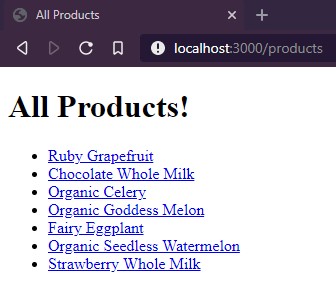 All Products
localhost:3000/products
All Products!
Ruby Grapefruit
Chocolate Whole Milk
Organic Celery
Organic Goddess Melon
Fairy Eggplant
Organic Seedless Watermelon
Strawberry Whole Milk